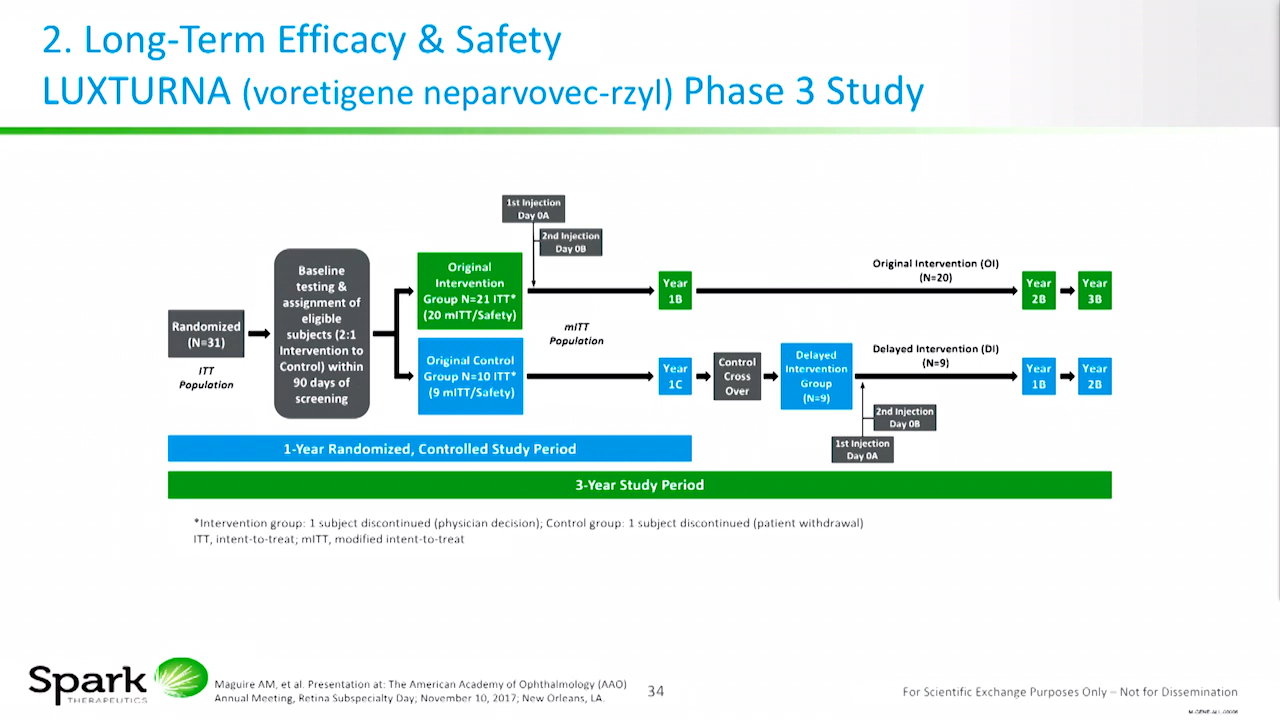 2. Long-Term Efficacy & Safety
LUXTURNA (voretigene neparvovec-rzyl) Phase 3 Study
1st Injection
Day 0A
2nd Injection
Day 0B
Randomized
(N=31)
ITT
Population
Baseline
testing &
assignment of
eligible
subjects (2:1
Intervention to
Control) within
90 days of
screening
Original
Intervention
Group N=21 ITT*
(20 mITT/Safety)
Year
1B
Original Intervention (OI)
(N=20)
Year
2B
Year
3B
mITT
Population
Original Control
Group N=10 ITT*
(9 mITT/Safety)
Year
1C
Control
Cross
Over
Delayed
Intervention
Group
(N=9)
Delayed Intervention (DI)
(N=9)
Year
1B
Year
2B
2nd Injection
Day 0B
1st Injection
Day 0A
1-Year Randomized, Controlled Study Period
3-Year Study Period
*Intervention group: 1 subject discontinued (physician decision); Control group: 1 subject discontinued (patient withdrawal)
ITT, intent-to-treat; mITT, modified intent-to-treat
Spark
THERAPEUTICS
Maguire AM, et al. Presentation at: The American Academy of Ophthalmology (AAO)
Annual Meeting, Retina Subspecialty Day; November 10, 2017; New Orleans, LA.
34
For Scientific Exchange Purposes Only – Not for Dissemination